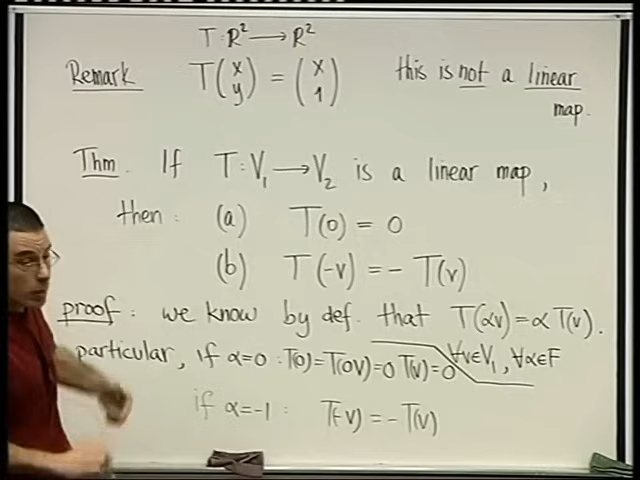 T: R² → R²
Remark T(x y) = (x 1) this is not a linear map.
Thm. If T: V₁ → V₂ is a linear map,
then: (a) T(0) = 0
(b) T(-v) = - T(v)
proof: we know by def. that T(αv) = α T(v).
particular, if α=0 : T(0)=T(0V)=0 T(v)=0 ∀v∈V₁, ∀α∈F
if α=-1 : T(-v) = - T(v)